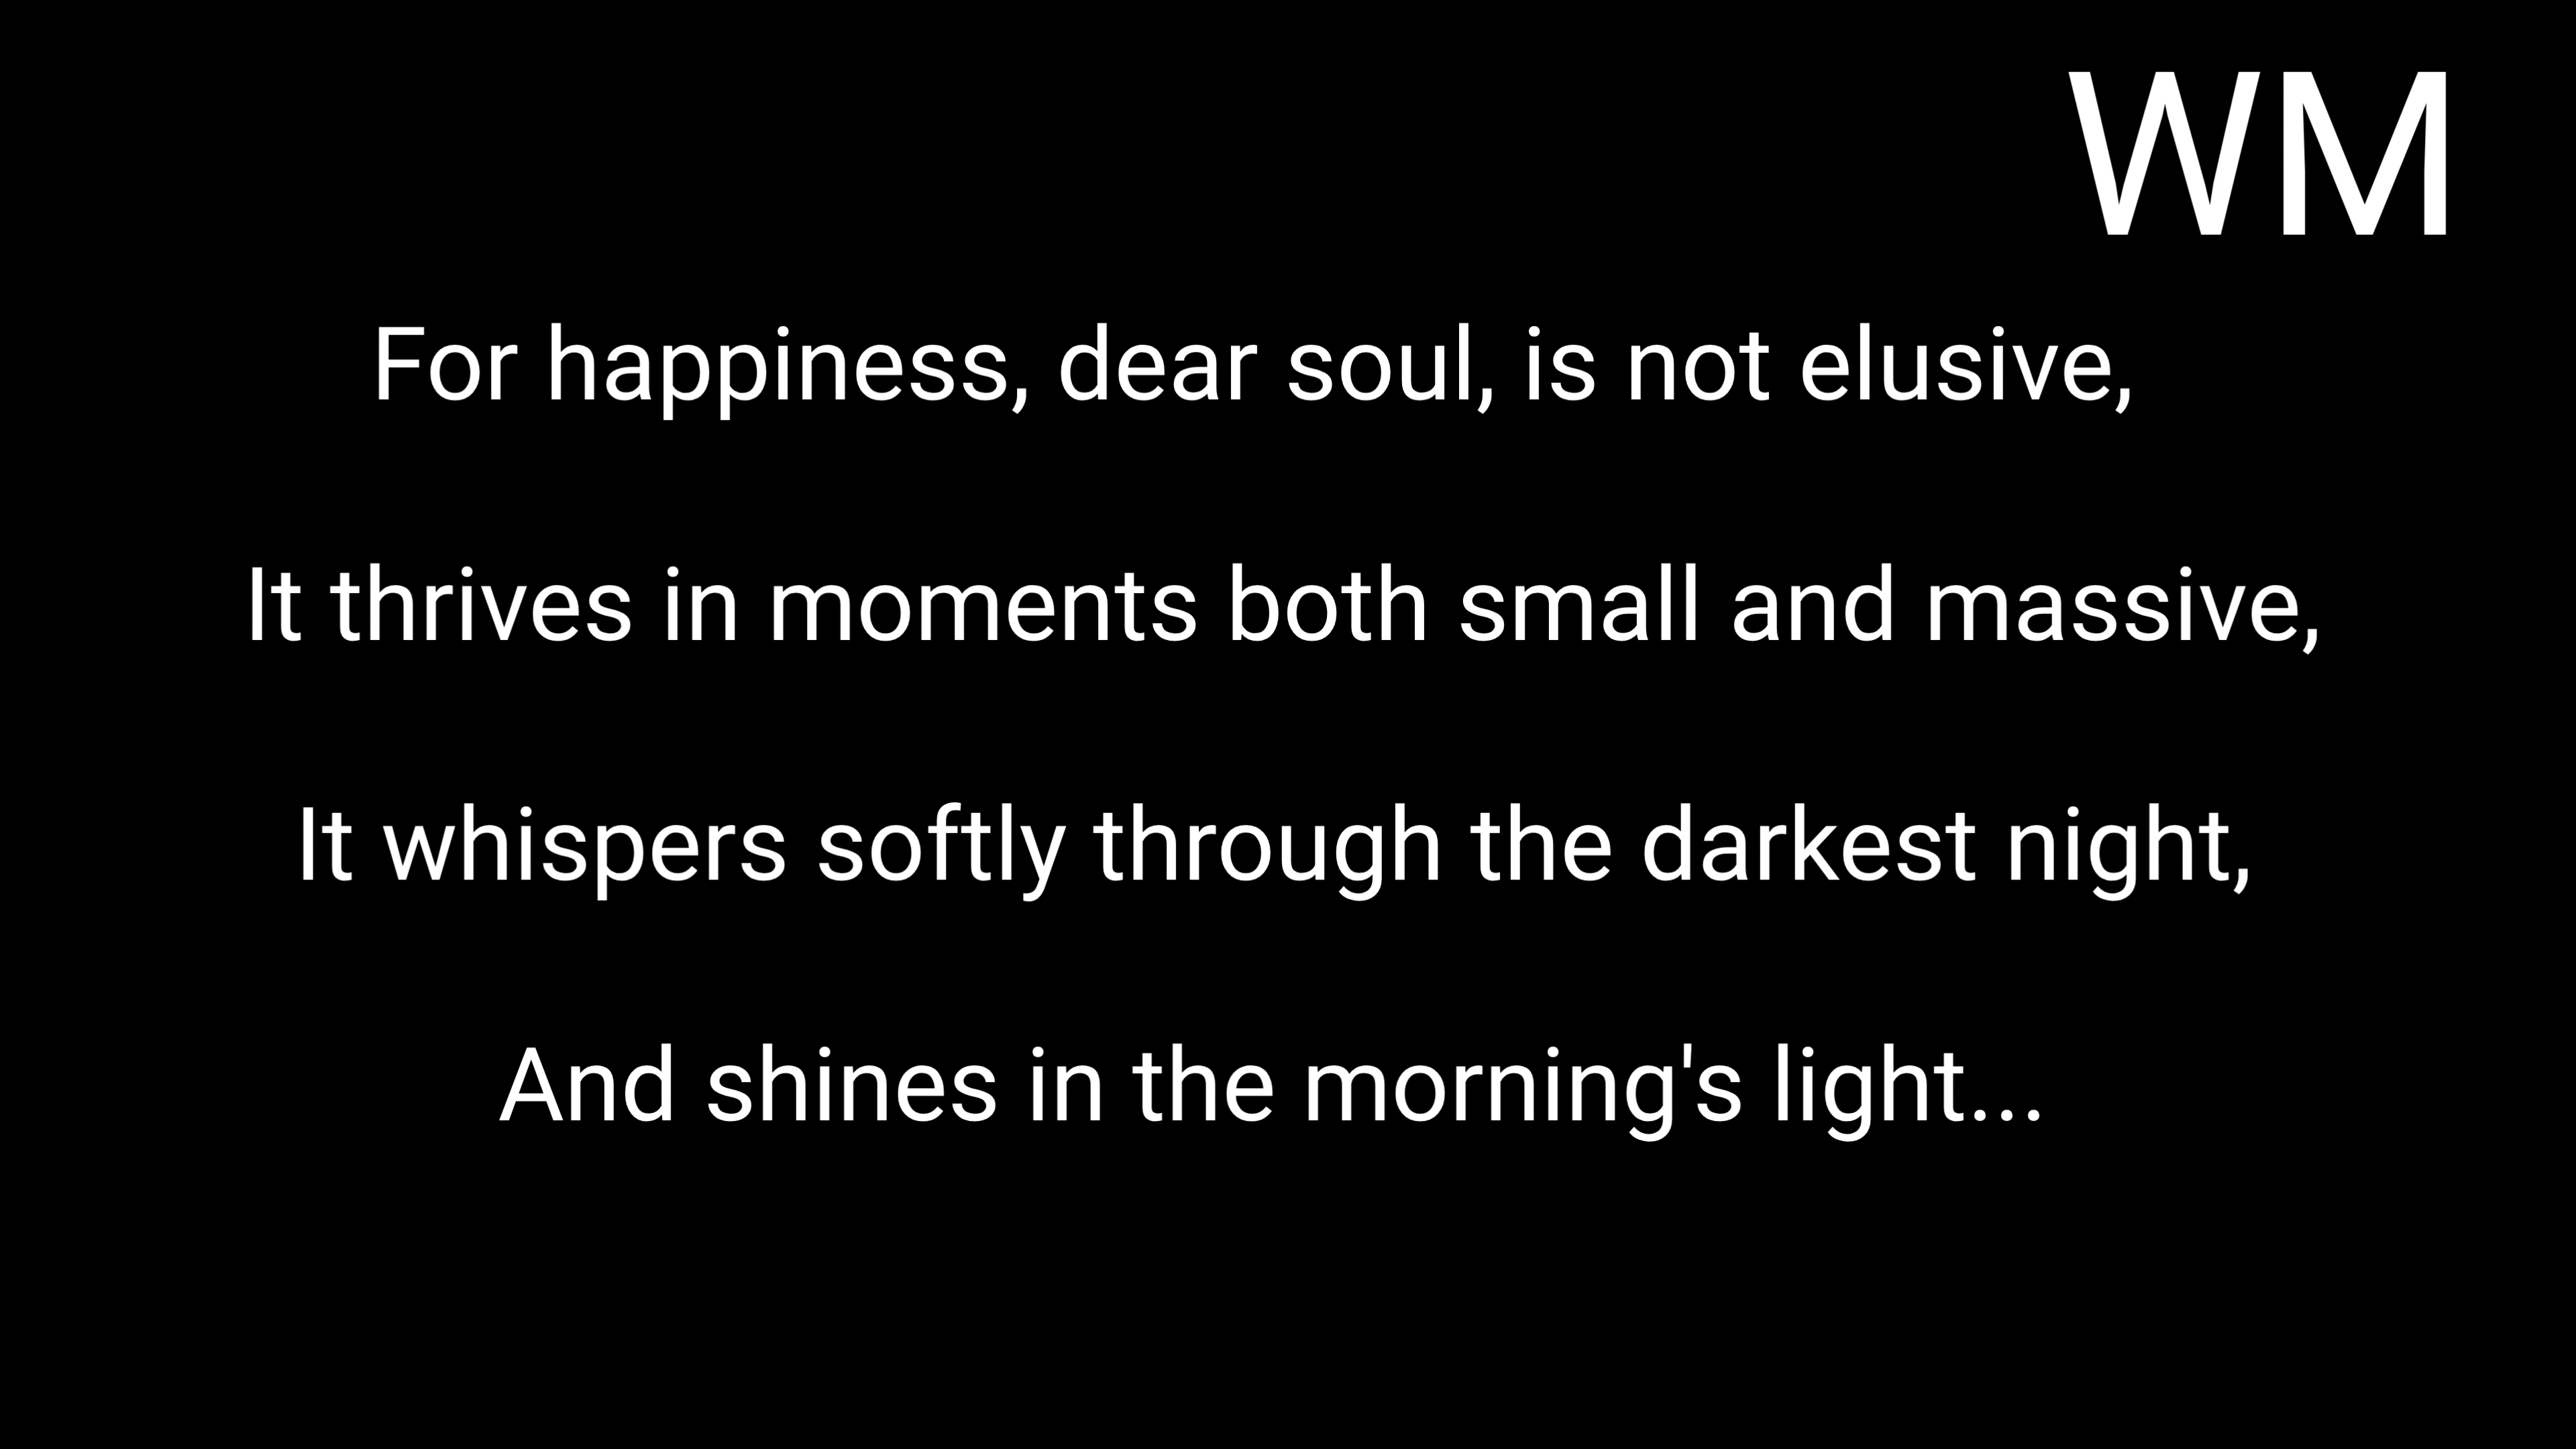 WM
For happiness, dear soul, is not elusive,
It thrives in moments both small and massive,
It whispers softly through the darkest night,
And shines in the morning's light...